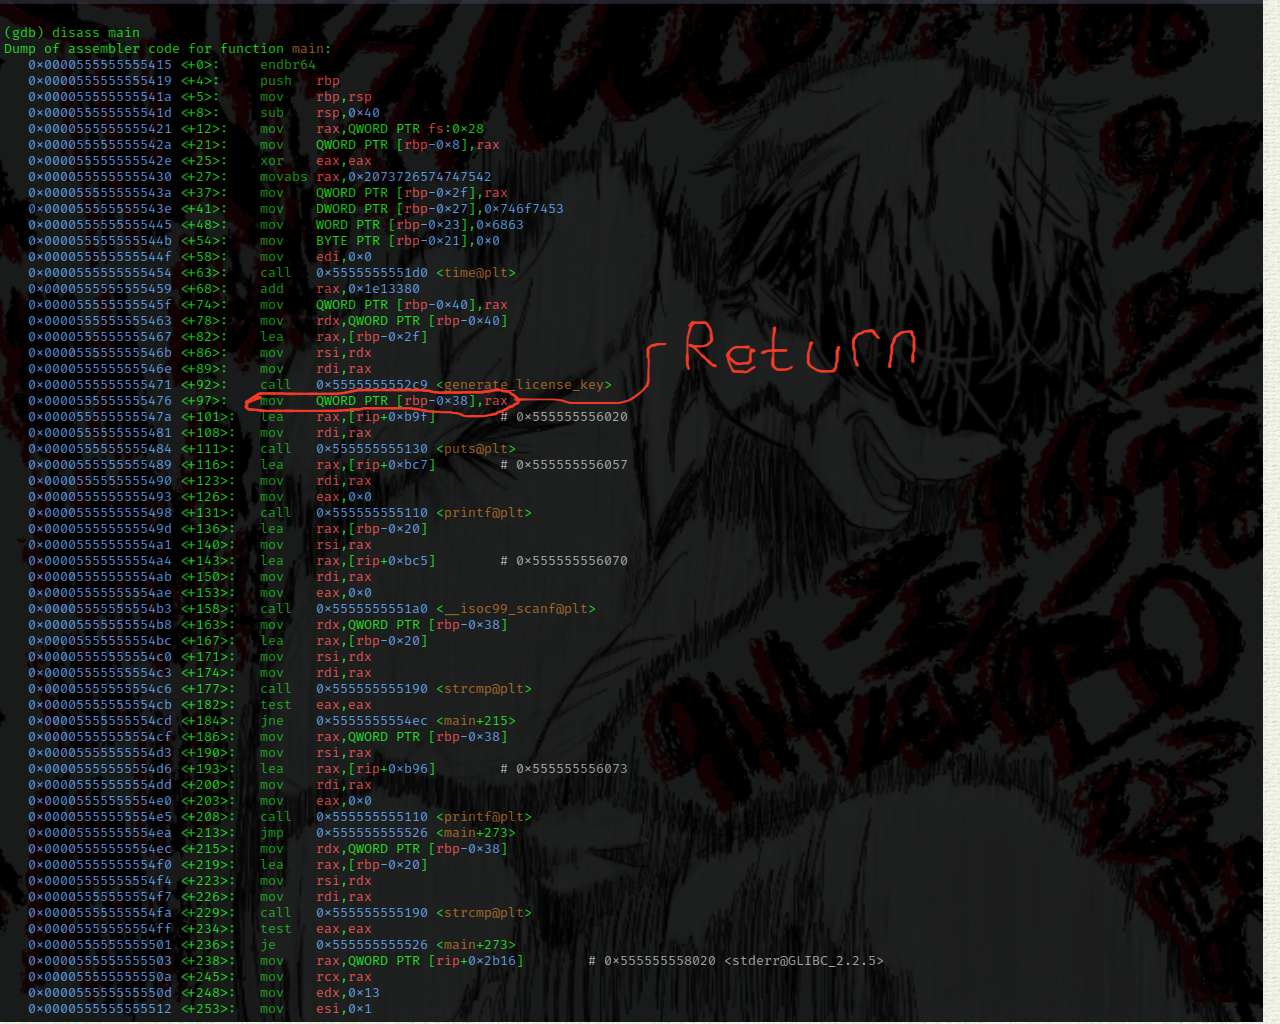 (gdb) disass main
Dump of assembler code for function main:
0x0000555555555415 <+0>: endbr64
0x0000555555555419 <+4>: push rbp
0x000055555555541a <+5>: mov rbp,rsp
0x000055555555541d <+8>: sub rsp,0x40
0x0000555555555421 <+12>: mov rax,QWORD PTR fs:0x28
0x000055555555542a <+21>: mov QWORD PTR [rbp-0x8],rax
0x000055555555542e <+25>: xor eax,eax
0x0000555555555430 <+27>: movabs rax,0x2073726574747542
0x000055555555543a <+37>: mov QWORD PTR [rbp-0x2f],rax
0x000055555555543e <+41>: mov DWORD PTR [rbp-0x27],0x746f7453
0x0000555555555445 <+48>: mov WORD PTR [rbp-0x23],0x6863
0x000055555555544b <+54>: mov BYTE PTR [rbp-0x21],0x0
0x000055555555544f <+58>: mov edi,0x0
0x0000555555555454 <+63>: call 0x5555555551d0 <time@plt>
0x0000555555555459 <+68>: add rax,0x1e13380
0x000055555555545f <+74>: mov QWORD PTR [rbp-0x40],rax
0x0000555555555463 <+78>: mov rdx,QWORD PTR [rbp-0x40]
0x0000555555555467 <+82>: lea rax,[rbp-0x2f]
0x000055555555546b <+86>: mov rsi,rdx
0x000055555555546e <+89>: mov rdi,rax
0x0000555555555471 <+92>: call 0x5555555552c9 <generate_license_key>
0x0000555555555476 <+97>: mov QWORD PTR [rbp-0x38],rax
Return
0x000055555555547a <+101>: lea rax,[rip+0xb9f] # 0x555555556020
0x0000555555555481 <+108>: mov rdi,rax
0x0000555555555484 <+111>: call 0x555555555130 <puts@plt>
0x0000555555555489 <+116>: lea rax,[rip+0xbc7] # 0x555555556057
0x0000555555555490 <+123>: mov rdi,rax
0x0000555555555493 <+126>: mov eax,0x0
0x0000555555555498 <+131>: call 0x555555555110 <printf@plt>
0x000055555555549d <+136>: lea rax,[rbp-0x20]
0x00005555555554a1 <+140>: mov rsi,rax
0x00005555555554a4 <+143>: lea rax,[rip+0xbc5] # 0x555555556070
0x00005555555554ab <+150>: mov rdi,rax
0x00005555555554ae <+153>: mov eax,0x0
0x00005555555554b3 <+158>: call 0x5555555551a0 <__isoc99_scanf@plt>
0x00005555555554b8 <+163>: mov rdx,QWORD PTR [rbp-0x38]
0x00005555555554bc <+167>: lea rax,[rbp-0x20]
0x00005555555554c0 <+171>: mov rsi,rdx
0x00005555555554c3 <+174>: mov rdi,rax
0x00005555555554c6 <+177>: call 0x555555555190 <strcmp@plt>
0x00005555555554cb <+182>: test eax,eax
0x00005555555554cd <+184>: jne 0x5555555554ec <main+215>
0x00005555555554cf <+186>: mov rax,QWORD PTR [rbp-0x38]
0x00005555555554d3 <+190>: mov rsi,rax
0x00005555555554d6 <+193>: lea rax,[rip+0xb96] # 0x555555556073
0x00005555555554dd <+200>: mov rdi,rax
0x00005555555554e0 <+203>: mov eax,0x0
0x00005555555554e5 <+208>: call 0x555555555110 <printf@plt>
0x00005555555554ea <+213>: jmp 0x555555555526 <main+273>
0x00005555555554ec <+215>: mov rdx,QWORD PTR [rbp-0x38]
0x00005555555554f0 <+219>: lea rax,[rbp-0x20]
0x00005555555554f4 <+223>: mov rsi,rdx
0x00005555555554f7 <+226>: mov rdi,rax
0x00005555555554fa <+229>: call 0x555555555190 <strcmp@plt>
0x00005555555554ff <+234>: test eax,eax
0x0000555555555501 <+236>: je 0x555555555526 <main+273>
0x0000555555555503 <+238>: mov rax,QWORD PTR [rip+0x2b16] # 0x555555558020 <stderr@GLIBC_2.2.5>
0x000055555555550a <+245>: mov rcx,rax
0x000055555555550d <+248>: mov edx,0x13
0x0000555555555512 <+253>: mov esi,0x1